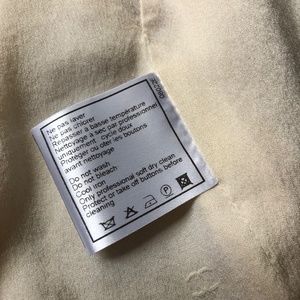 Ne pas laver
Ne pas chlorer
Repasser à basse température
Nettoyage à sec par professionnel
uniquement cycle doux
Protéger ou ôter les boutons
avant nettoyage
Do not wash
Do not bleach
Cool iron
Only professional soft dry clean
Protect or take off buttons before
cleaning
P